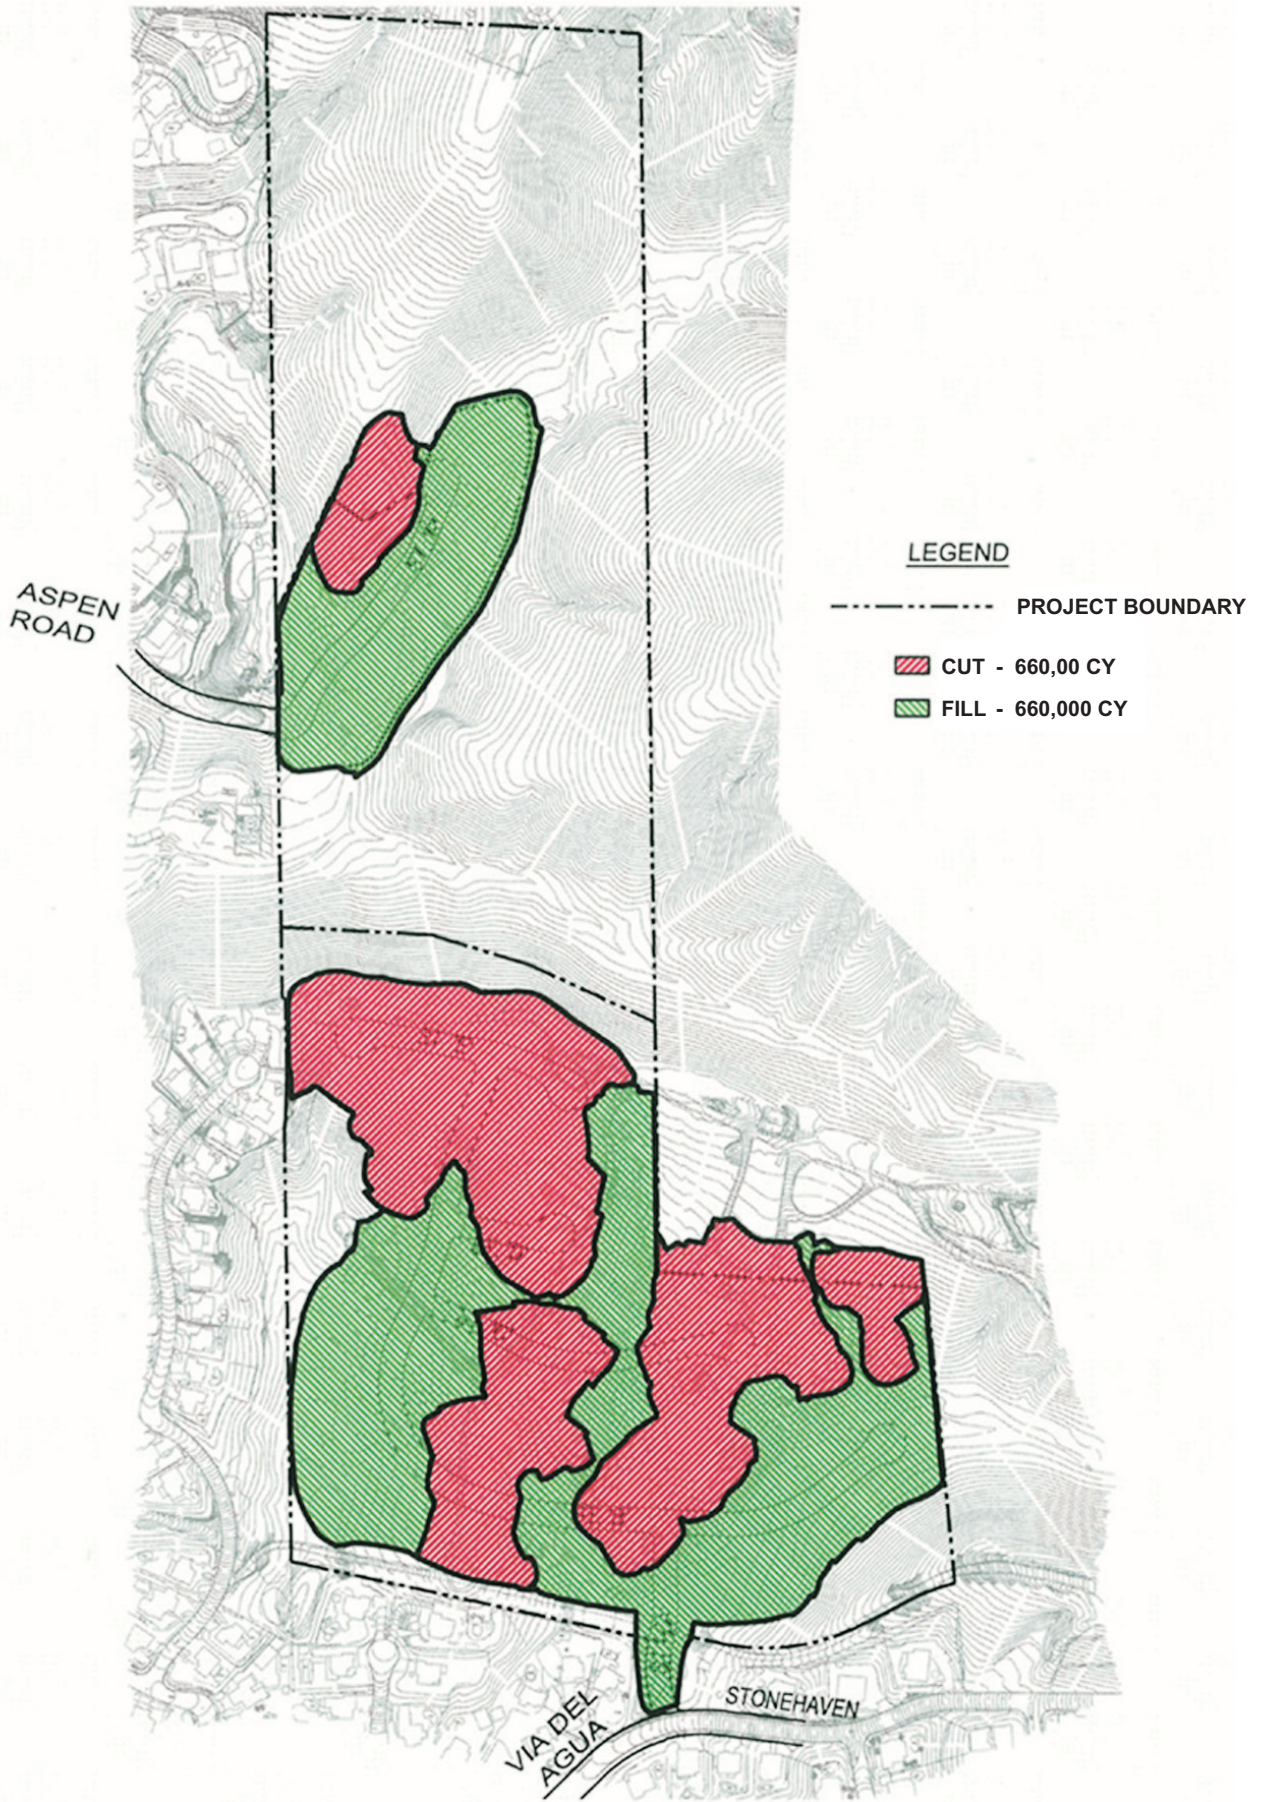 ASPEN
ROAD
LEGEND
PROJECT BOUNDARY
CUT - 660,00 CY
FILL - 660,000 CY
STONEHAVEN
VIA DEL
AGUA